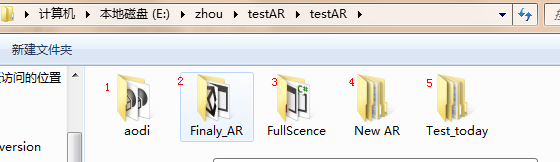 计算机 ▸ 本地磁盘 (E:) ▸ zhou ▸ testAR ▸ testAR ▸
新建文件夹
访问的位置
version
1 2 3 4 5
C#
aodi Finaly_AR FullScence New AR Test_today